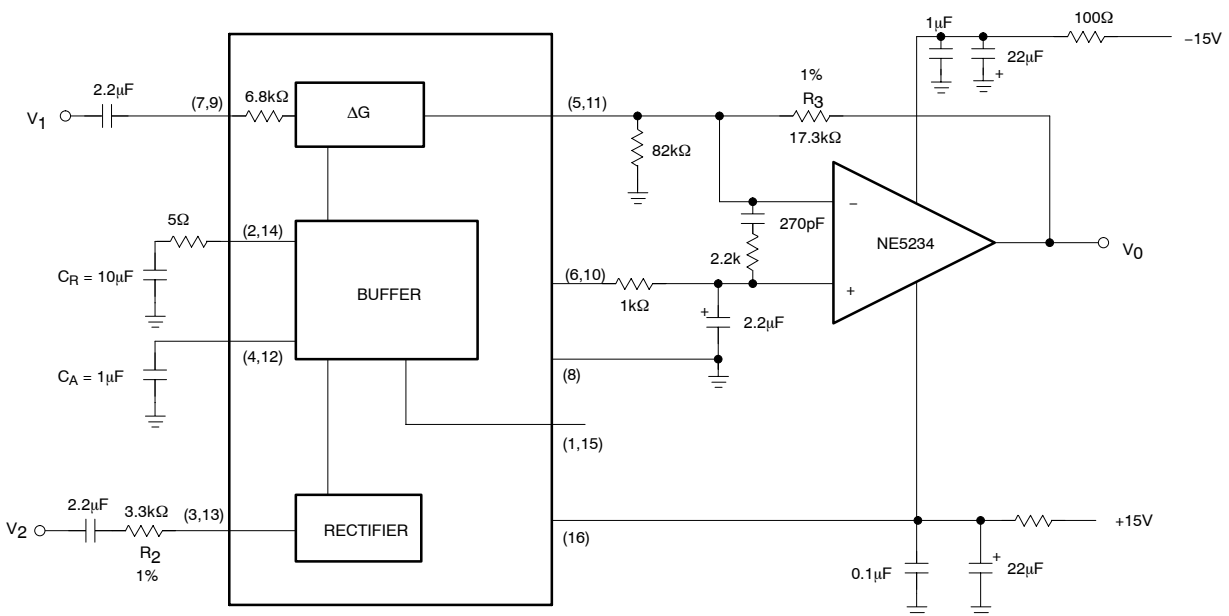 1μF
100Ω
−15V
22μF
+
2.2μF
V1
(7,9)
6.8kΩ
ΔG
(5,11)
1%
R3
17.3kΩ
82kΩ
5Ω
(2,14)
CR = 10μF
BUFFER
(4,12)
CA = 1μF
270pF
2.2k
−
NE5234
+
V0
(6,10)
1kΩ
+
2.2μF
(8)
(1,15)
V2
2.2μF
3.3kΩ
(3,13)
R2
1%
RECTIFIER
(16)
+15V
0.1μF
+
22μF